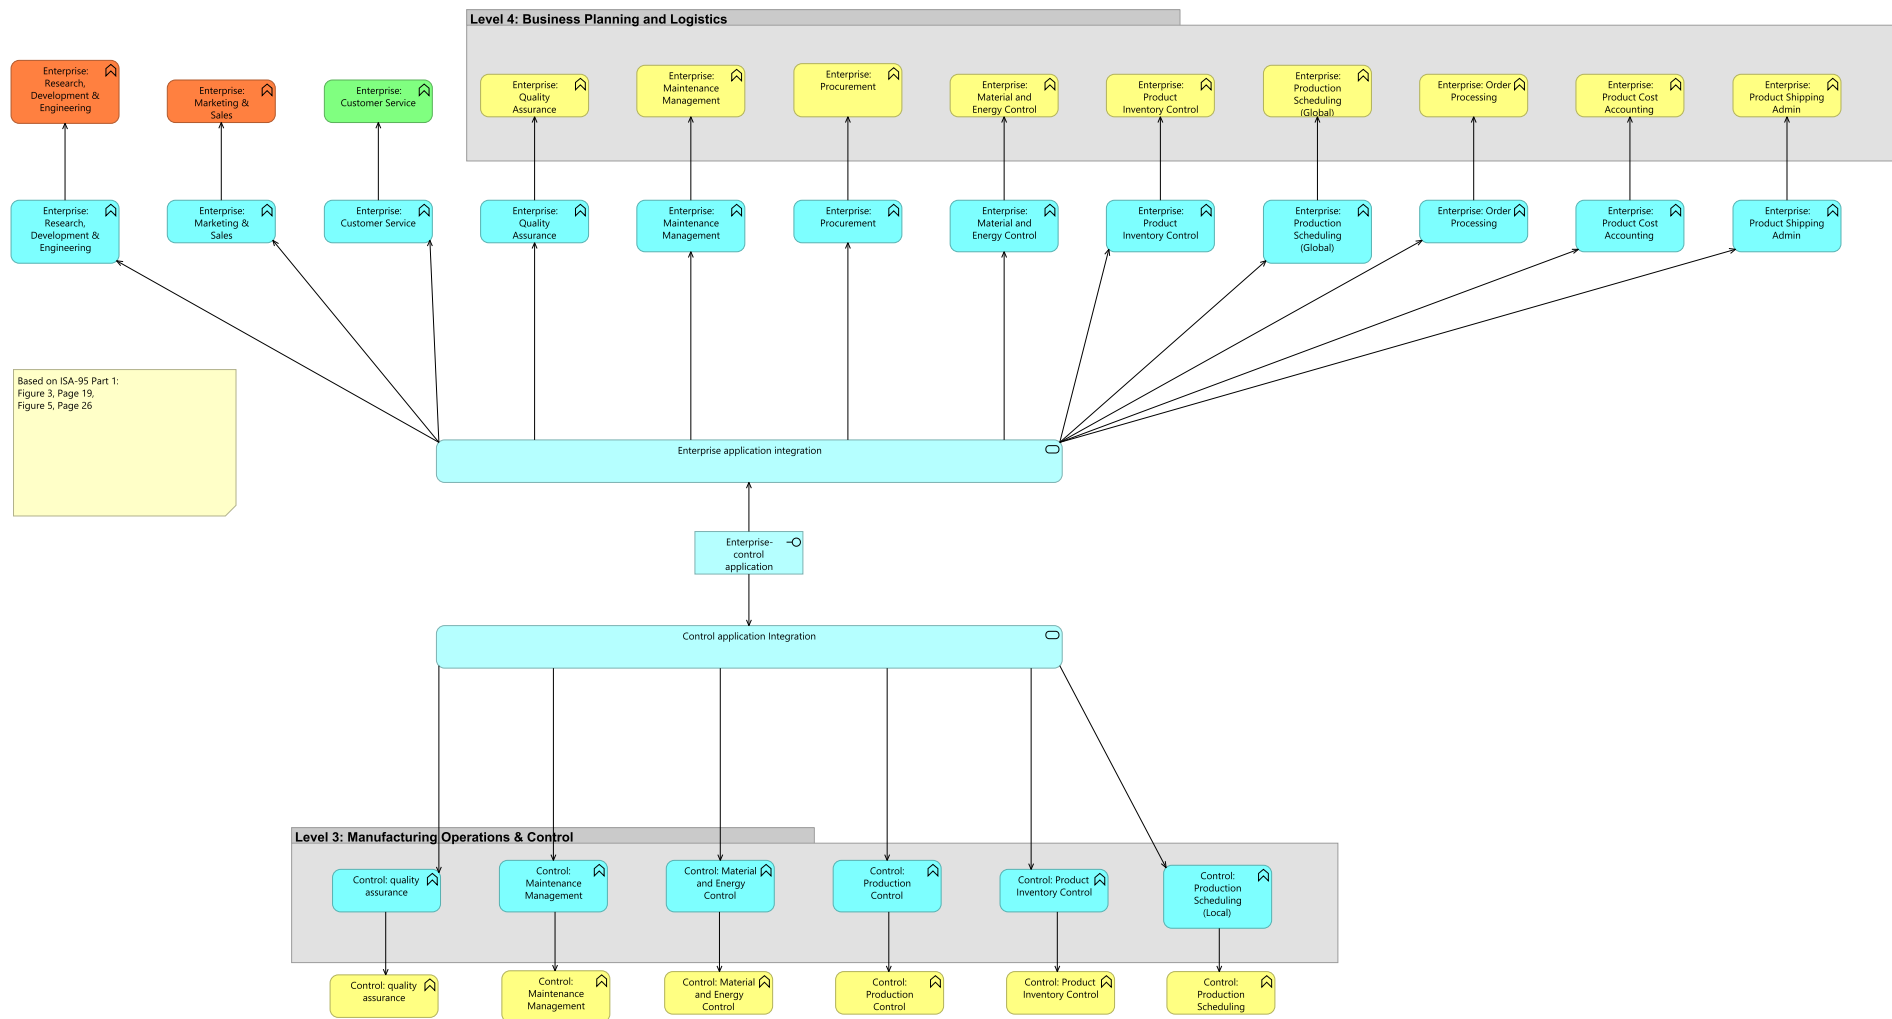 Level 4: Business Planning and Logistics
Enterprise:
Research,
Development &
Engineering
Enterprise:
Marketing &
Sales
Enterprise:
Customer Service
Enterprise:
Quality
Assurance
Enterprise:
Maintenance
Management
Enterprise:
Procurement
Enterprise:
Material and
Energy Control
Enterprise:
Product
Inventory Control
Enterprise:
Production
Scheduling
(Global)
Enterprise: Order
Processing
Enterprise:
Product Cost
Accounting
Enterprise:
Product Shipping
Admin
Enterprise:
Research,
Development &
Engineering
Enterprise:
Marketing &
Sales
Enterprise:
Customer Service
Enterprise:
Quality
Assurance
Enterprise:
Maintenance
Management
Enterprise:
Procurement
Enterprise:
Material and
Energy Control
Enterprise:
Product
Inventory Control
Enterprise:
Production
Scheduling
(Global)
Enterprise: Order
Processing
Enterprise:
Product Cost
Accounting
Enterprise:
Product Shipping
Admin
Based on ISA-95 Part 1:
Figure 3, Page 19,
Figure 5, Page 26
Enterprise application integration
Enterprise-
control
application
Control application Integration
Level 3: Manufacturing Operations & Control
Control: quality
assurance
Control:
Maintenance
Management
Control: Material
and Energy
Control
Control:
Production
Control
Control: Product
Inventory Control
Control:
Production
Scheduling
(Local)
Control: quality
assurance
Control:
Maintenance
Management
Control: Material
and Energy
Control
Control:
Production
Control
Control: Product
Inventory Control
Control:
Production
Scheduling